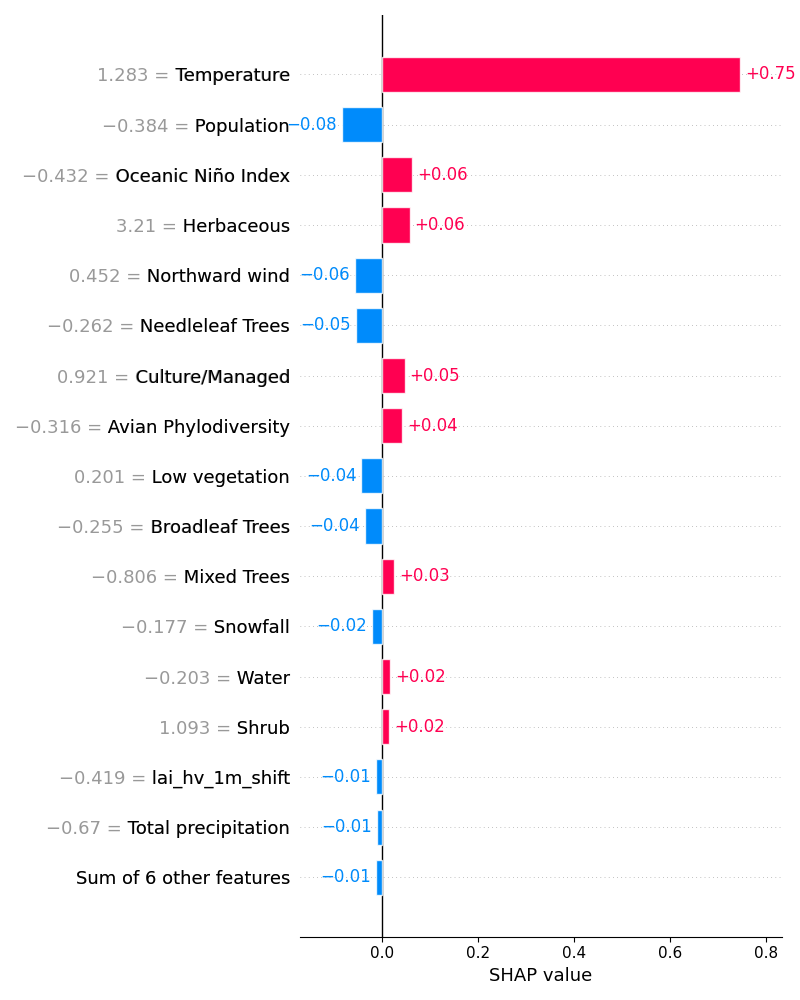 1.283 = Temperature +0.75
−0.384 = Population −0.08
−0.432 = Oceanic Niño Index +0.06
3.21 = Herbaceous +0.06
0.452 = Northward wind −0.06
−0.262 = Needleleaf Trees −0.05
0.921 = Culture/Managed +0.05
−0.316 = Avian Phylodiversity +0.04
0.201 = Low vegetation −0.04
−0.255 = Broadleaf Trees −0.04
−0.806 = Mixed Trees +0.03
−0.177 = Snowfall −0.02
−0.203 = Water +0.02
1.093 = Shrub +0.02
−0.419 = lai_hv_1m_shift −0.01
−0.67 = Total precipitation −0.01
Sum of 6 other features −0.01
0.0 0.2 0.4 0.6 0.8
SHAP value